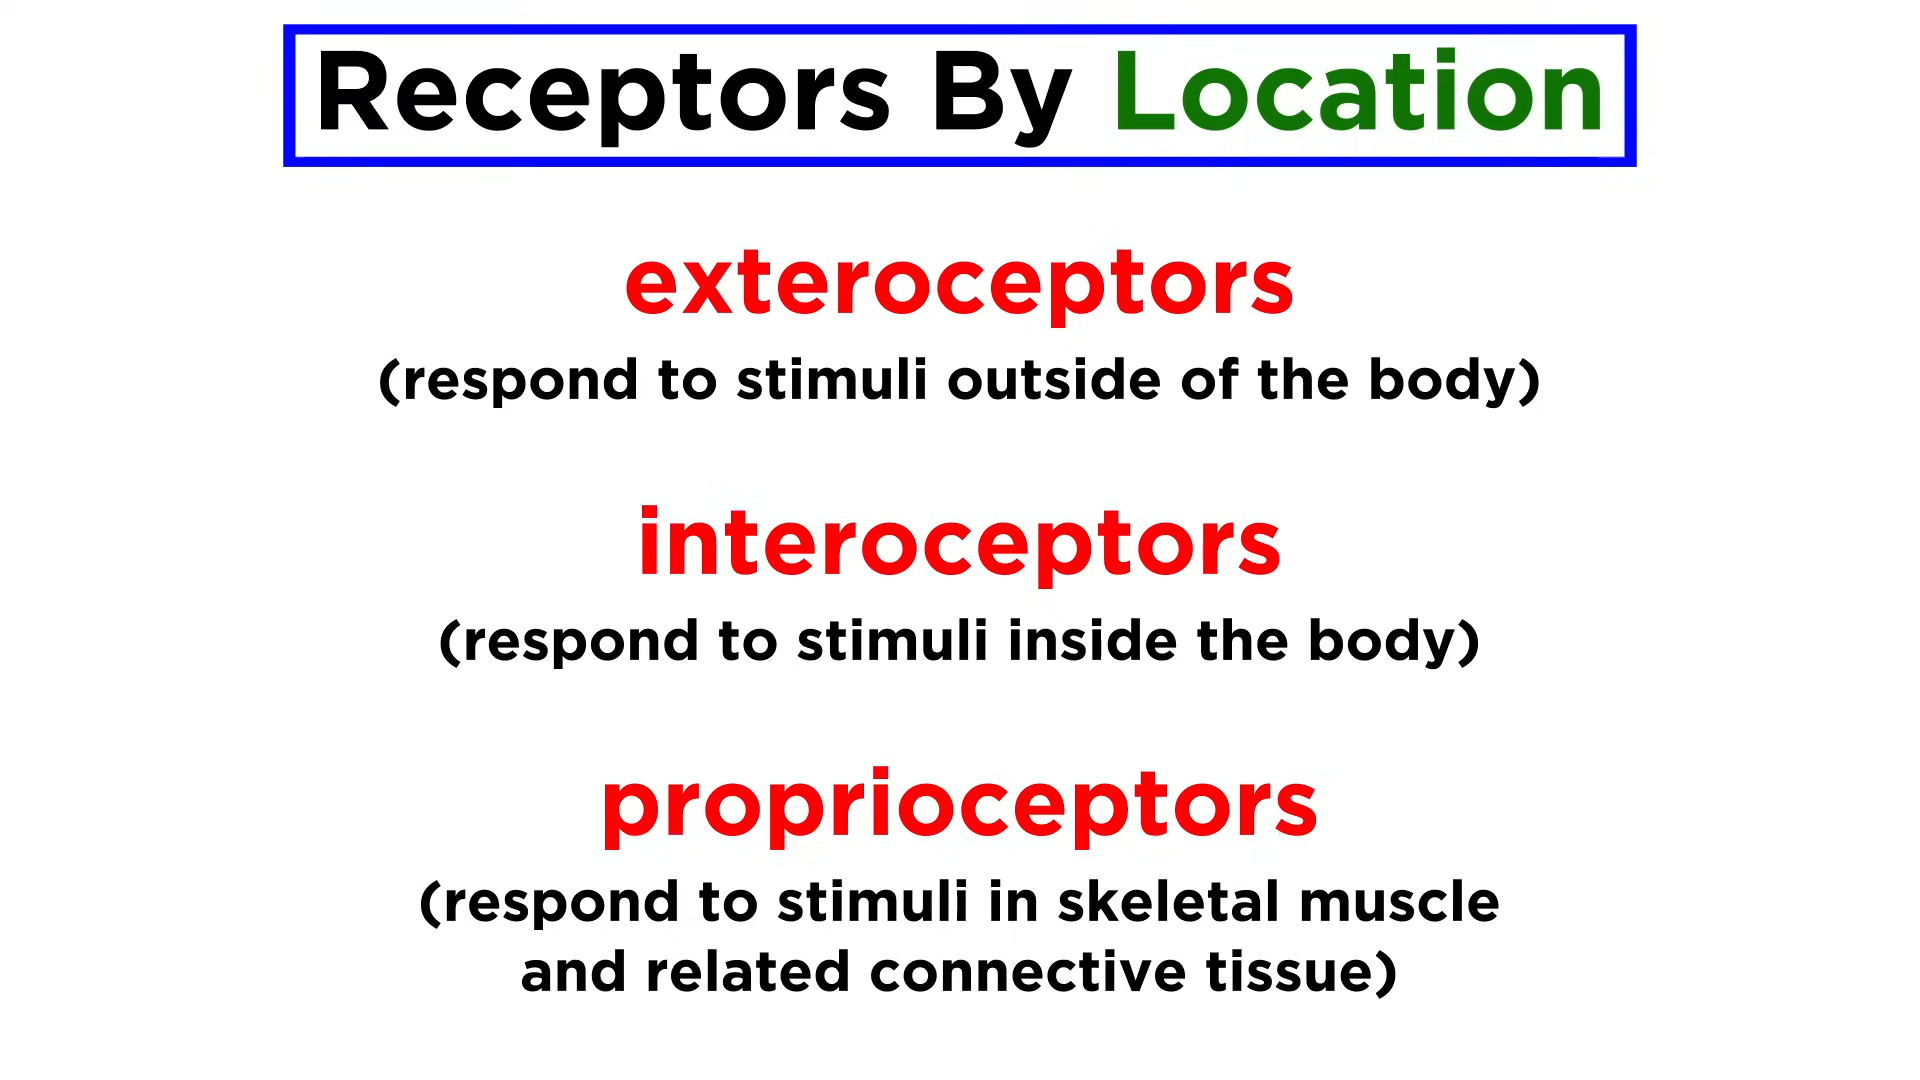 Receptors By Location
exteroceptors
(respond to stimuli outside of the body)
interoceptors
(respond to stimuli inside the body)
proprioceptors
(respond to stimuli in skeletal muscle
and related connective tissue)